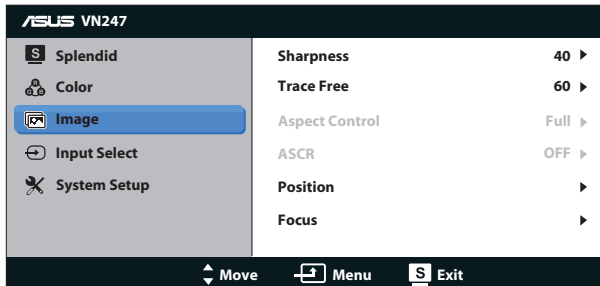 ASUS VN247
S Splendid
Color
Image
Input Select
System Setup
Sharpness 40
Trace Free 60
Aspect Control Full
ASCR OFF
Position
Focus
Move Menu S Exit